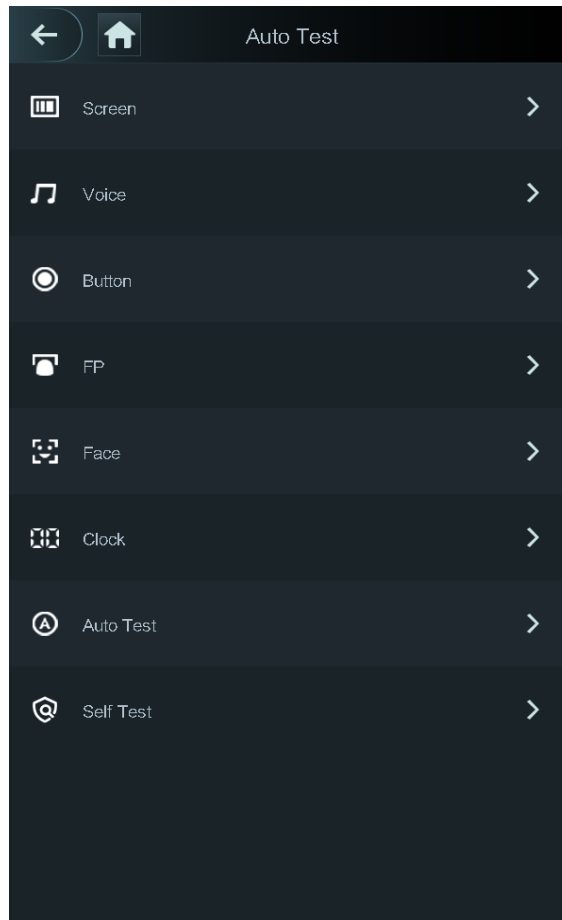 Auto Test
Screen
Voice
Button
FP
Face
Clock
Auto Test
Self Test